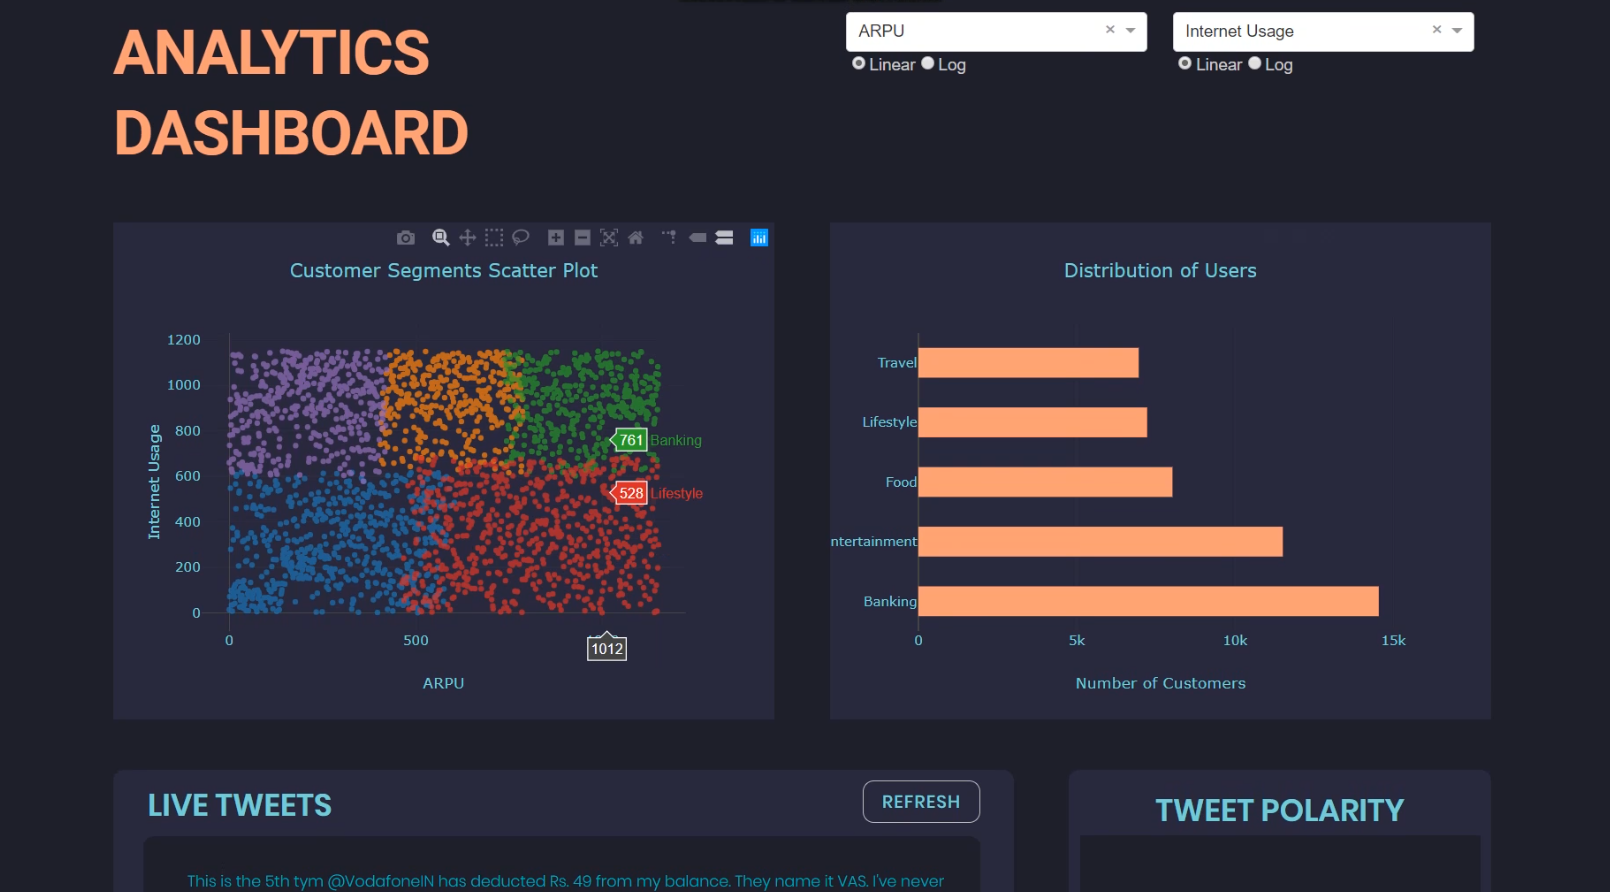 ANALYTICS
DASHBOARD
ARPU × Internet Usage ×
Linear Log Linear Log
Customer Segments Scatter Plot
1200
1000
800
600
400
200
0
Internet Usage
761 Banking
528 Lifestyle
0 500
1012
ARPU
Distribution of Users
Travel
Lifestyle
Food
ntertainment
Banking
0 5k 10k 15k
Number of Customers
LIVE TWEETS
REFRESH
This is the 5th tym @VodafoneIN has deducted Rs. 49 from my balance. They name it VAS. I've never
TWEET POLARITY